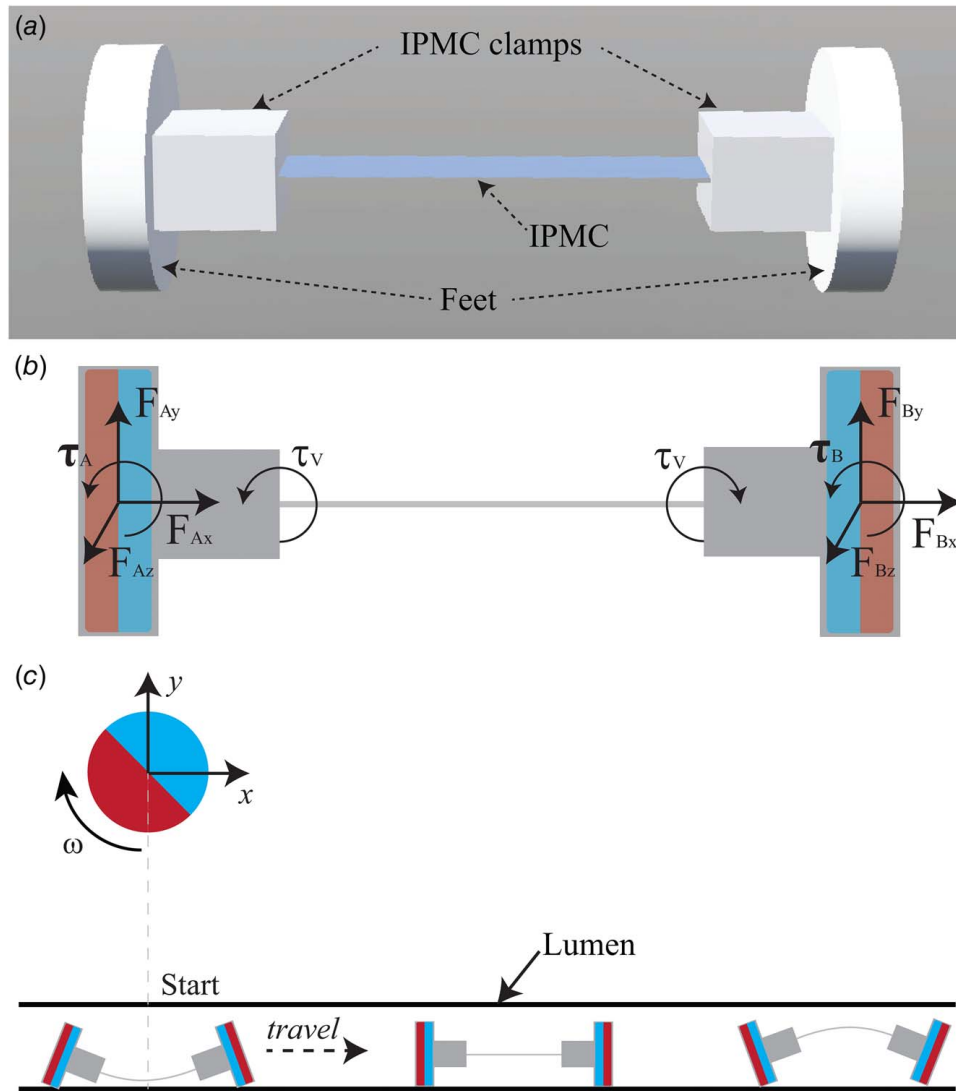 (a)
IPMC clamps
IPMC
Feet
(b)
F_Ay
τ_A
F_Ax
F_Az
τ_V
τ_V
F_By
τ_B
F_Bx
F_Bz
(c)
y
x
ω
Start
Lumen
travel